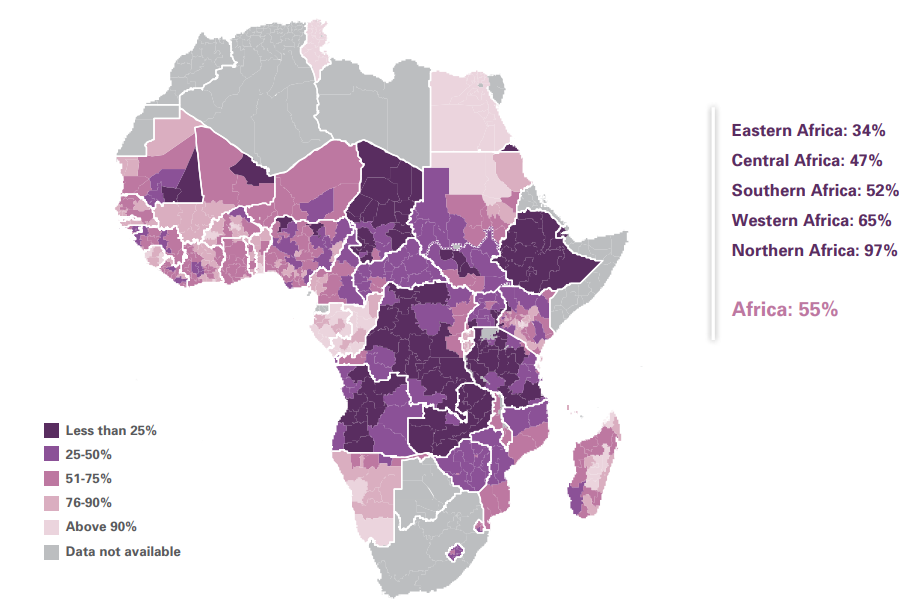 Eastern Africa: 34%
Central Africa: 47%
Southern Africa: 52%
Western Africa: 65%
Northern Africa: 97%
Africa: 55%
Less than 25%
25-50%
51-75%
76-90%
Above 90%
Data not available